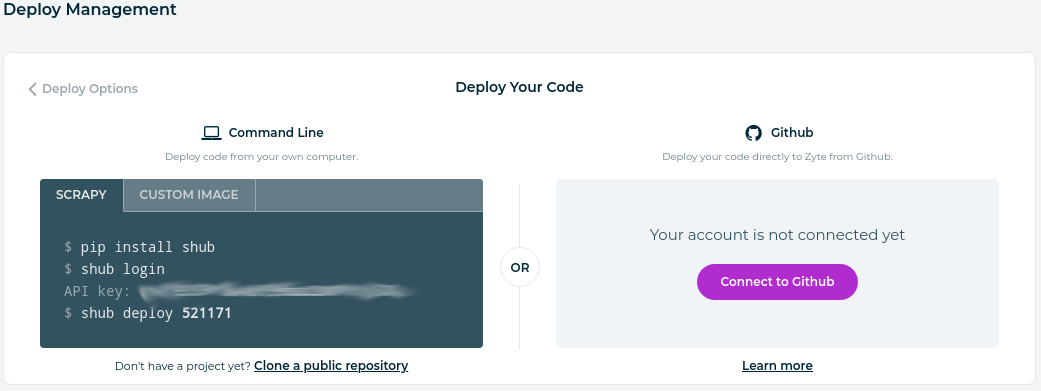 Deploy Management
Deploy Options
Deploy Your Code
Command Line
Deploy code from your own computer.
SCRAPY
CUSTOM IMAGE
$ pip install shub
$ shub login
API key:
$ shub deploy 521171
Don't have a project yet? Clone a public repository
OR
Github
Deploy your code directly to Zyte from Github.
Your account is not connected yet
Connect to Github
Learn more